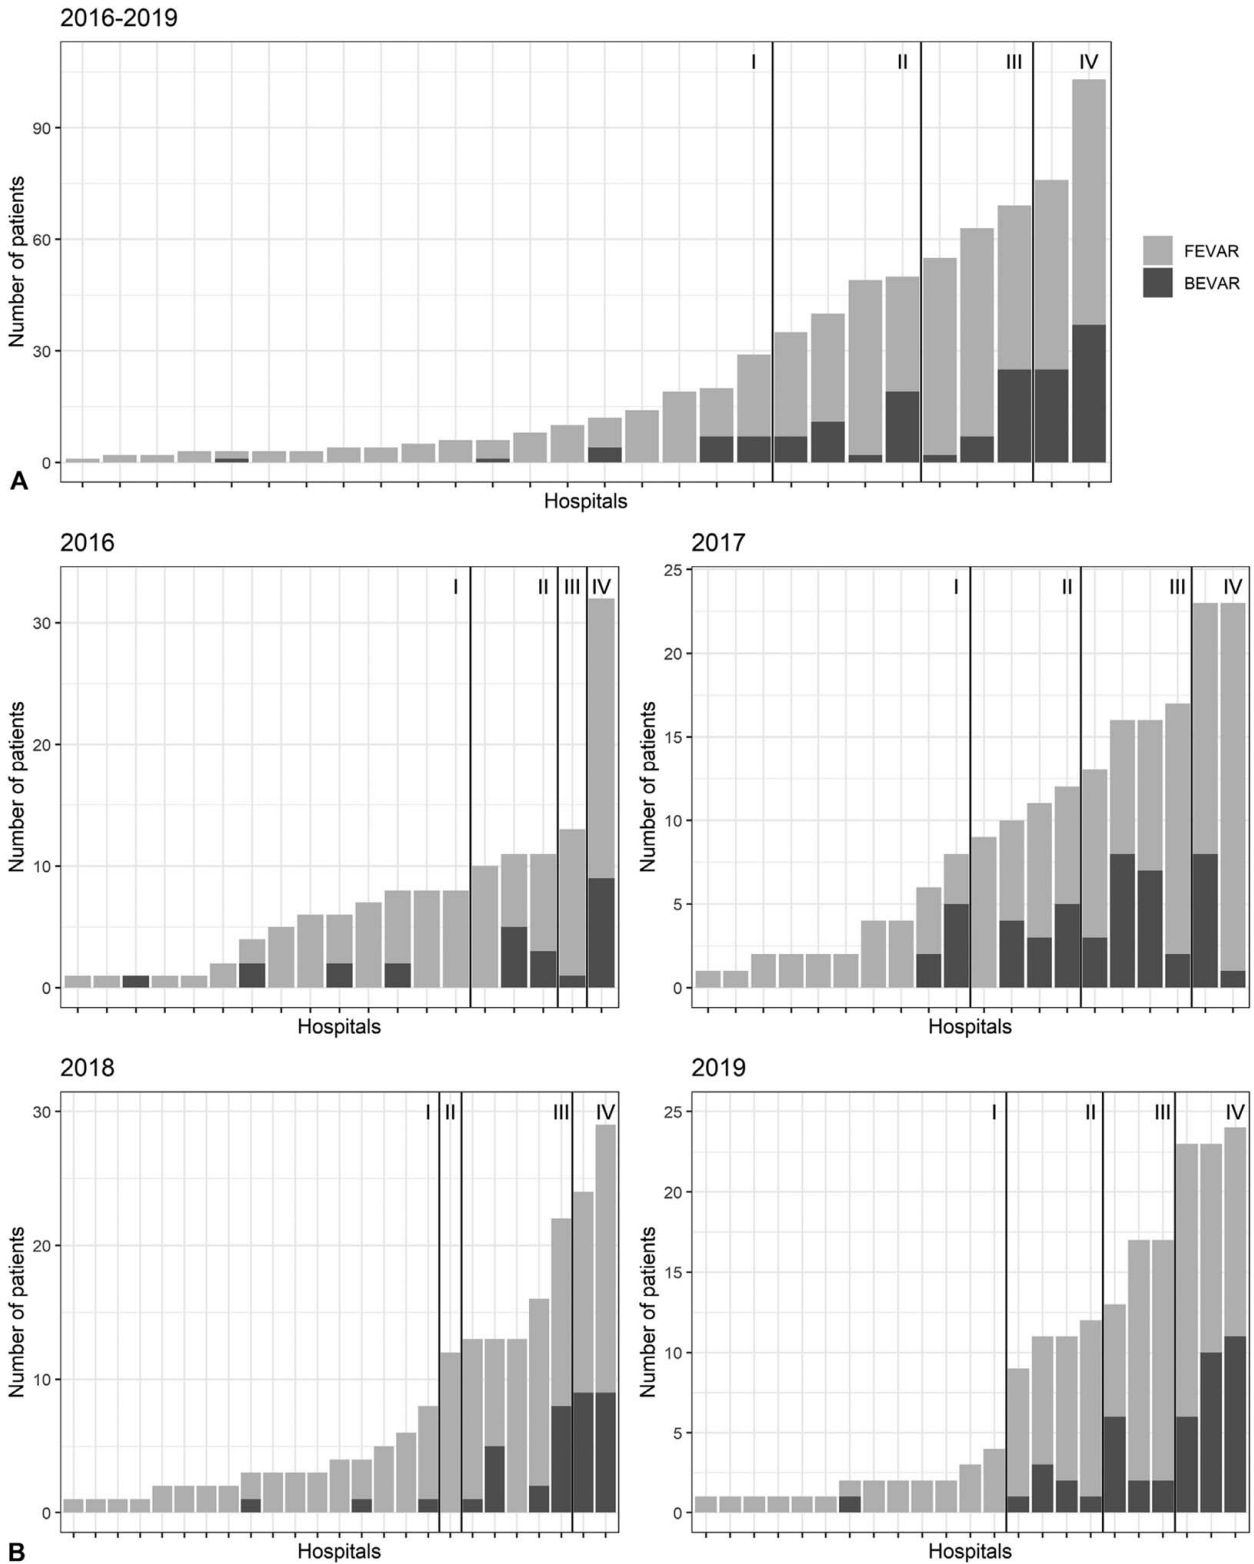 2016-2019
I II III IV
90
60
30
0
Number of patients
Hospitals
FEVAR
BEVAR
A
2016
I II III IV
30
20
10
0
Number of patients
Hospitals
2017
I II III IV
25
20
15
10
5
0
Number of patients
Hospitals
2018
I II III IV
30
20
10
0
Number of patients
Hospitals
2019
I II III IV
25
20
15
10
5
0
Number of patients
Hospitals
B